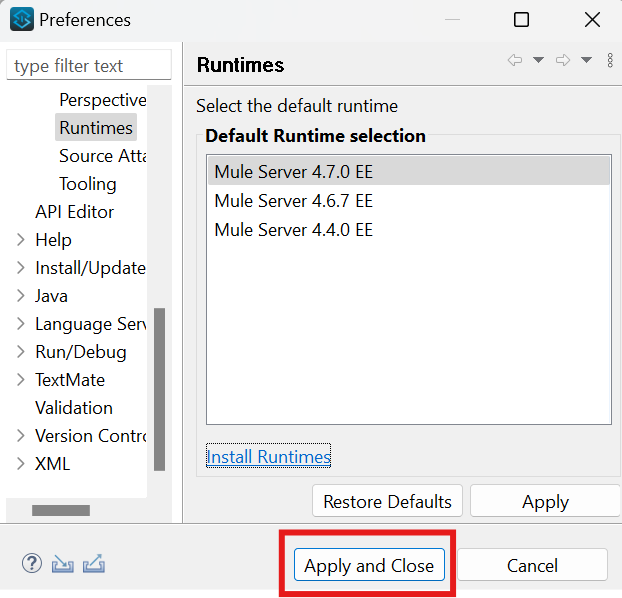 Preferences
type filter text
Runtimes
Perspective
Runtimes
Source Atta
Tooling
API Editor
Help
Install/Update
Java
Language Serv
Run/Debug
TextMate
Validation
Version Contro
XML
Select the default runtime
Default Runtime selection
Mule Server 4.7.0 EE
Mule Server 4.6.7 EE
Mule Server 4.4.0 EE
Install Runtimes
Restore Defaults
Apply
Apply and Close
Cancel